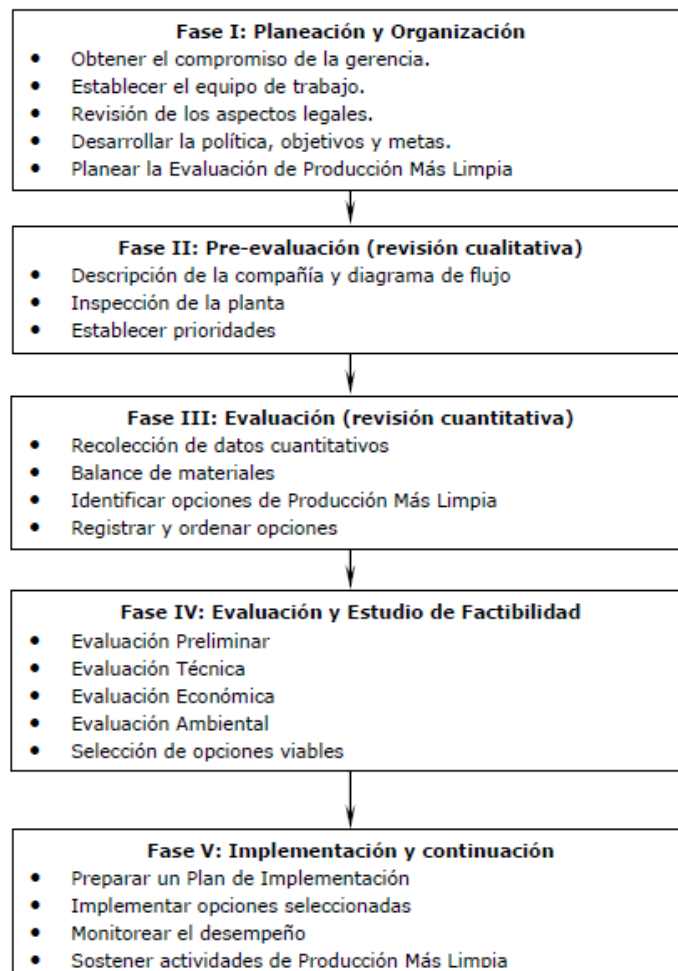 Fase I: Planeación y Organización
• Obtener el compromiso de la gerencia.
• Establecer el equipo de trabajo.
• Revisión de los aspectos legales.
• Desarrollar la política, objetivos y metas.
• Planear la Evaluación de Producción Más Limpia
Fase II: Pre-evaluación (revisión cualitativa)
• Descripción de la compañía y diagrama de flujo
• Inspección de la planta
• Establecer prioridades
Fase III: Evaluación (revisión cuantitativa)
• Recolección de datos cuantitativos
• Balance de materiales
• Identificar opciones de Producción Más Limpia
• Registrar y ordenar opciones
Fase IV: Evaluación y Estudio de Factibilidad
• Evaluación Preliminar
• Evaluación Técnica
• Evaluación Económica
• Evaluación Ambiental
• Selección de opciones viables
Fase V: Implementación y continuación
• Preparar un Plan de Implementación
• Implementar opciones seleccionadas
• Monitorear el desempeño
• Sostener actividades de Producción Más Limpia